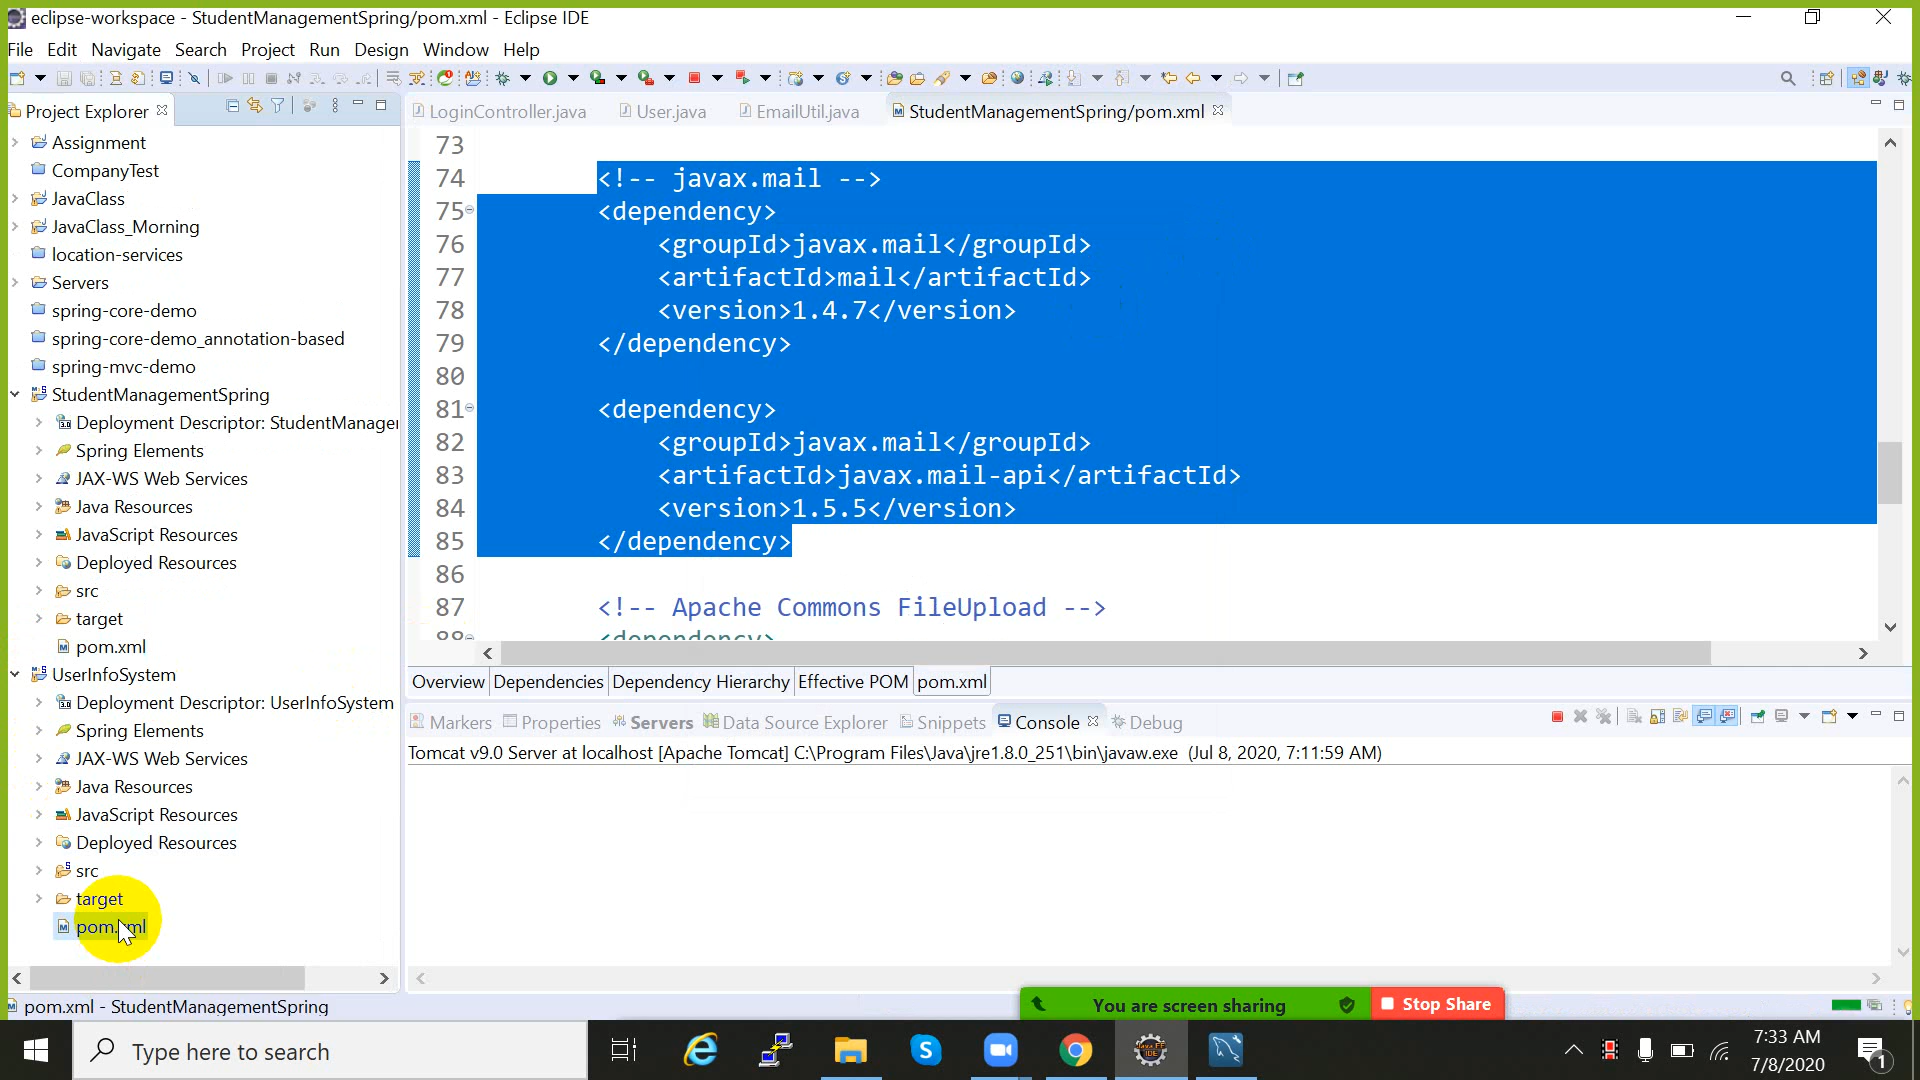 eclipse-workspace - StudentManagementSpring/pom.xml - Eclipse IDE
File Edit Navigate Search Project Run Design Window Help
Project Explorer
LoginController.java User.java EmailUtil.java StudentManagementSpring/pom.xml
Assignment
CompanyTest
JavaClass
JavaClass_Morning
location-services
Servers
spring-core-demo
spring-core-demo_annotation-based
spring-mvc-demo
StudentManagementSpring
Deployment Descriptor: StudentManager
Spring Elements
JAX-WS Web Services
Java Resources
JavaScript Resources
Deployed Resources
src
target
pom.xml
UserInfoSystem
Deployment Descriptor: UserInfoSystem
Spring Elements
JAX-WS Web Services
Java Resources
JavaScript Resources
Deployed Resources
src
target
pom.xml
73
74 <!-- javax.mail -->
75 <dependency>
76 <groupId>javax.mail</groupId>
77 <artifactId>mail</artifactId>
78 <version>1.4.7</version>
79 </dependency>
80
81 <dependency>
82 <groupId>javax.mail</groupId>
83 <artifactId>javax.mail-api</artifactId>
84 <version>1.5.5</version>
85 </dependency>
86
87 <!-- Apache Commons FileUpload -->
88 <dependency>
Overview Dependencies Dependency Hierarchy Effective POM pom.xml
Markers Properties Servers Data Source Explorer Snippets Console Debug
Tomcat v9.0 Server at localhost [Apache Tomcat] C:\Program Files\Java\jre1.8.0_251\bin\javaw.exe (Jul 8, 2020, 7:11:59 AM)
pom.xml - StudentManagementSpring
You are screen sharing Stop Share
Type here to search
7:33 AM
7/8/2020
1